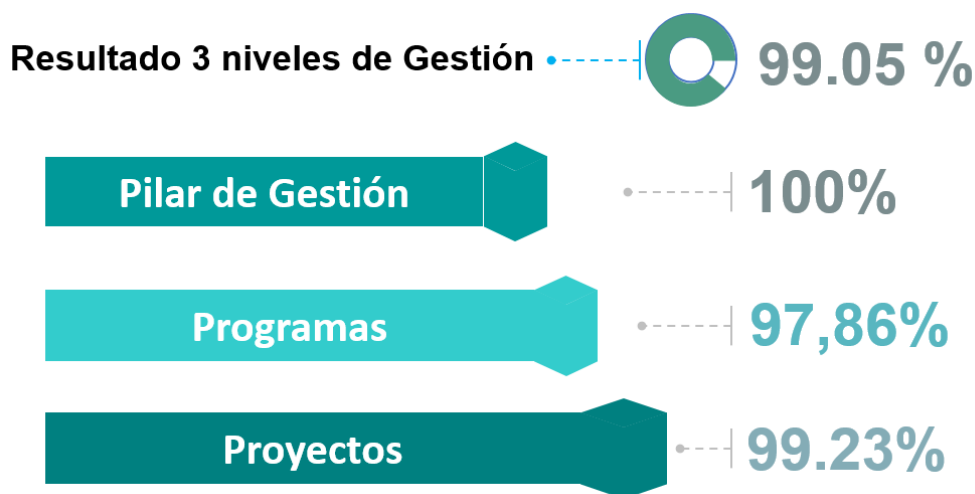 Resultado 3 niveles de Gestión 99.05 %
Pilar de Gestión 100%
Programas 97,86%
Proyectos 99.23%